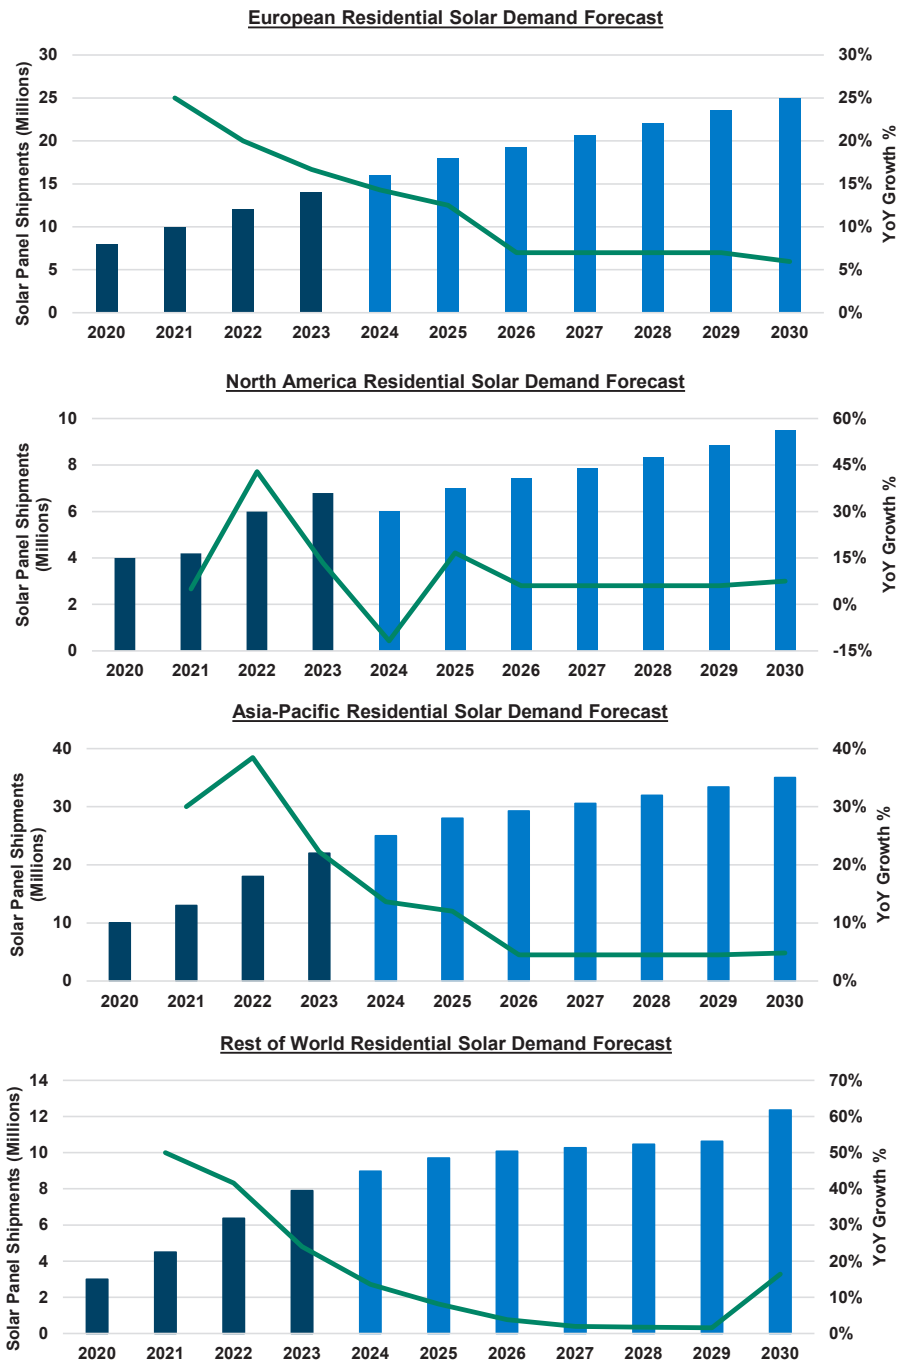 European Residential Solar Demand Forecast
Solar Panel Shipments (Millions)
30
25
20
15
10
5
0
30%
25%
20%
15%
10%
5%
0%
YoY Growth %
2020 2021 2022 2023 2024 2025 2026 2027 2028 2029 2030
North America Residential Solar Demand Forecast
Solar Panel Shipments
(Millions)
10
8
6
4
2
0
60%
45%
30%
15%
0%
-15%
YoY Growth %
2020 2021 2022 2023 2024 2025 2026 2027 2028 2029 2030
Asia-Pacific Residential Solar Demand Forecast
Solar Panel Shipments
(Millions)
40
30
20
10
0
40%
30%
20%
10%
0%
YoY Growth %
2020 2021 2022 2023 2024 2025 2026 2027 2028 2029 2030
Rest of World Residential Solar Demand Forecast
Solar Panel Shipments (Millions)
14
12
10
8
6
4
2
0
70%
60%
50%
40%
30%
20%
10%
0%
YoY Growth %
2020 2021 2022 2023 2024 2025 2026 2027 2028 2029 2030